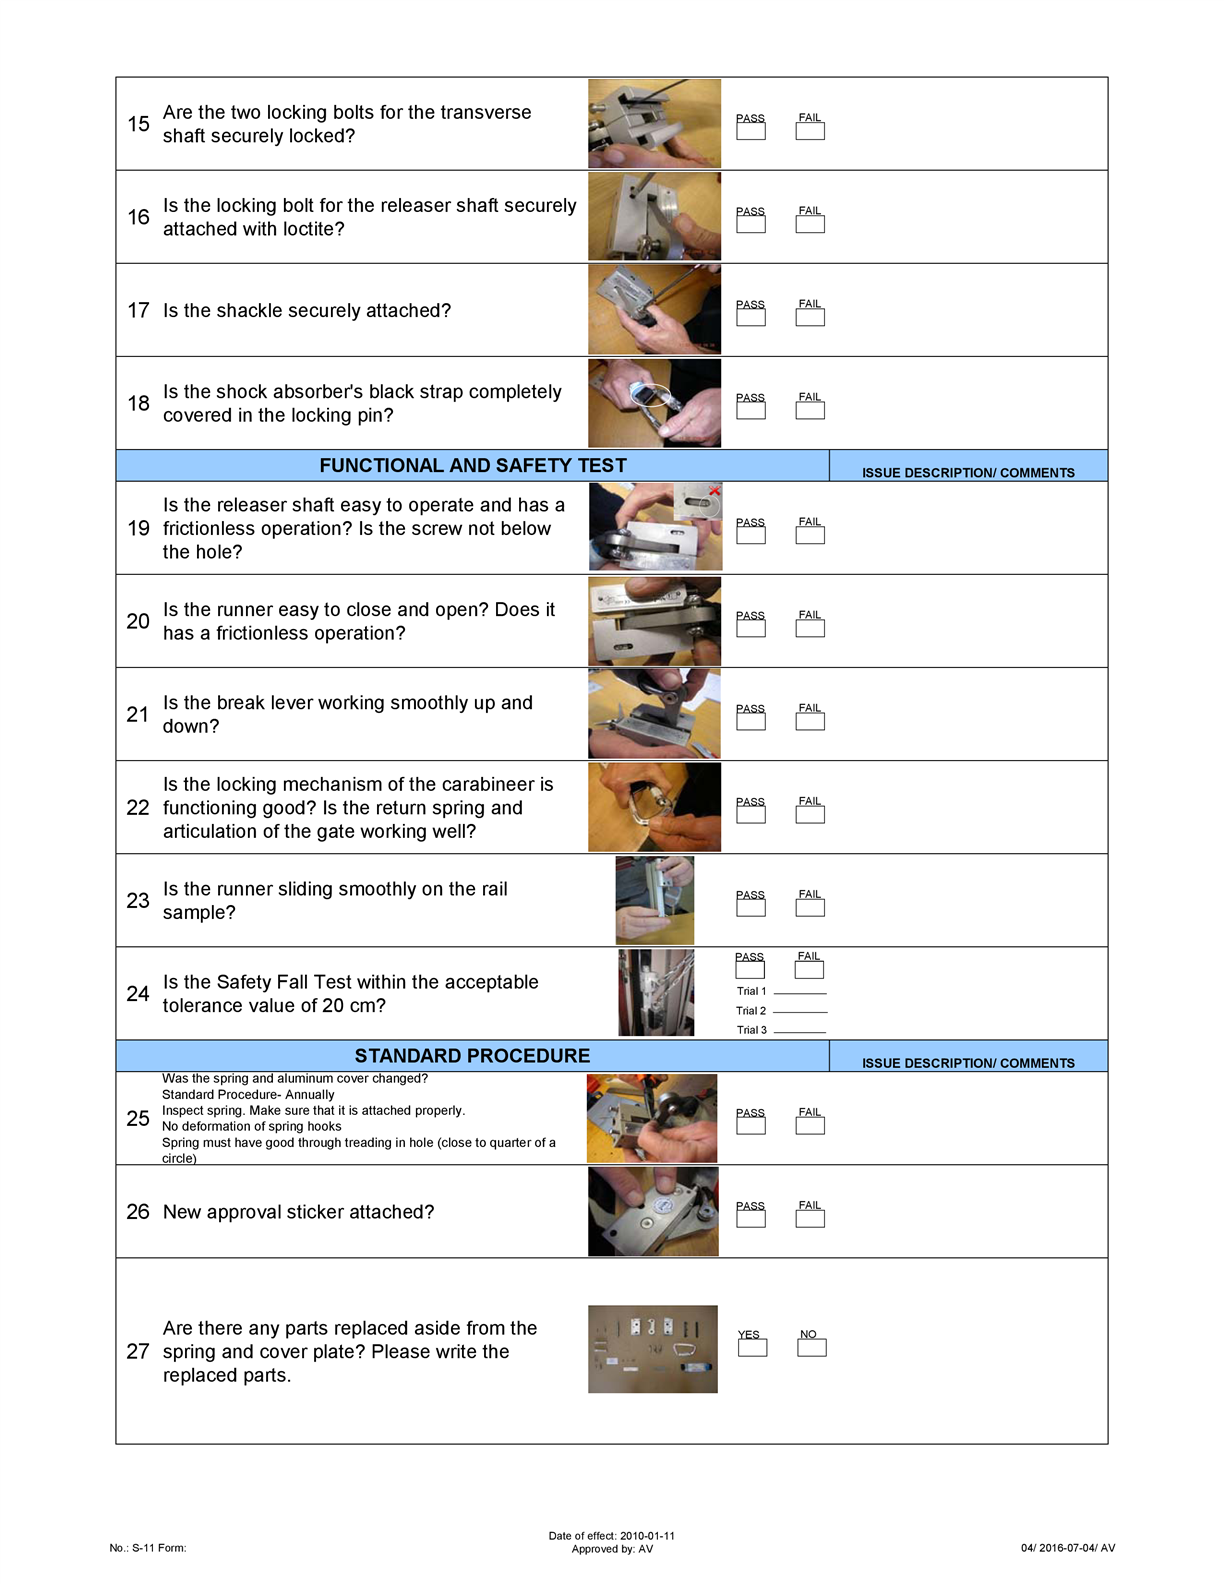 15
Are the two locking bolts for the transverse
shaft securely locked?
PASS
FAIL
16
Is the locking bolt for the releaser shaft securely
attached with loctite?
PASS
FAIL
17
Is the shackle securely attached?
PASS
FAIL
18
Is the shock absorber's black strap completely
covered in the locking pin?
PASS
FAIL
FUNCTIONAL AND SAFETY TEST
ISSUE DESCRIPTION/ COMMENTS
19
Is the releaser shaft easy to operate and has a
frictionless operation? Is the screw not below
the hole?
PASS
FAIL
20
Is the runner easy to close and open? Does it
has a frictionless operation?
PASS
FAIL
21
Is the break lever working smoothly up and
down?
PASS
FAIL
22
Is the locking mechanism of the carabineer is
functioning good? Is the return spring and
articulation of the gate working well?
PASS
FAIL
23
Is the runner sliding smoothly on the rail
sample?
PASS
FAIL
24
Is the Safety Fall Test within the acceptable
tolerance value of 20 cm?
PASS
FAIL
Trial 1
Trial 2
Trial 3
STANDARD PROCEDURE
ISSUE DESCRIPTION/ COMMENTS
25
Was the spring and aluminum cover changed?
Standard Procedure- Annually
Inspect spring. Make sure that it is attached properly.
No deformation of spring hooks
Spring must have good through treading in hole (close to quarter of a
circle)
PASS
FAIL
26
New approval sticker attached?
PASS
FAIL
27
Are there any parts replaced aside from the
spring and cover plate? Please write the
replaced parts.
YES
NO
No.: S-11 Form:
Date of effect: 2010-01-11
Approved by: AV
04/ 2016-07-04/ AV